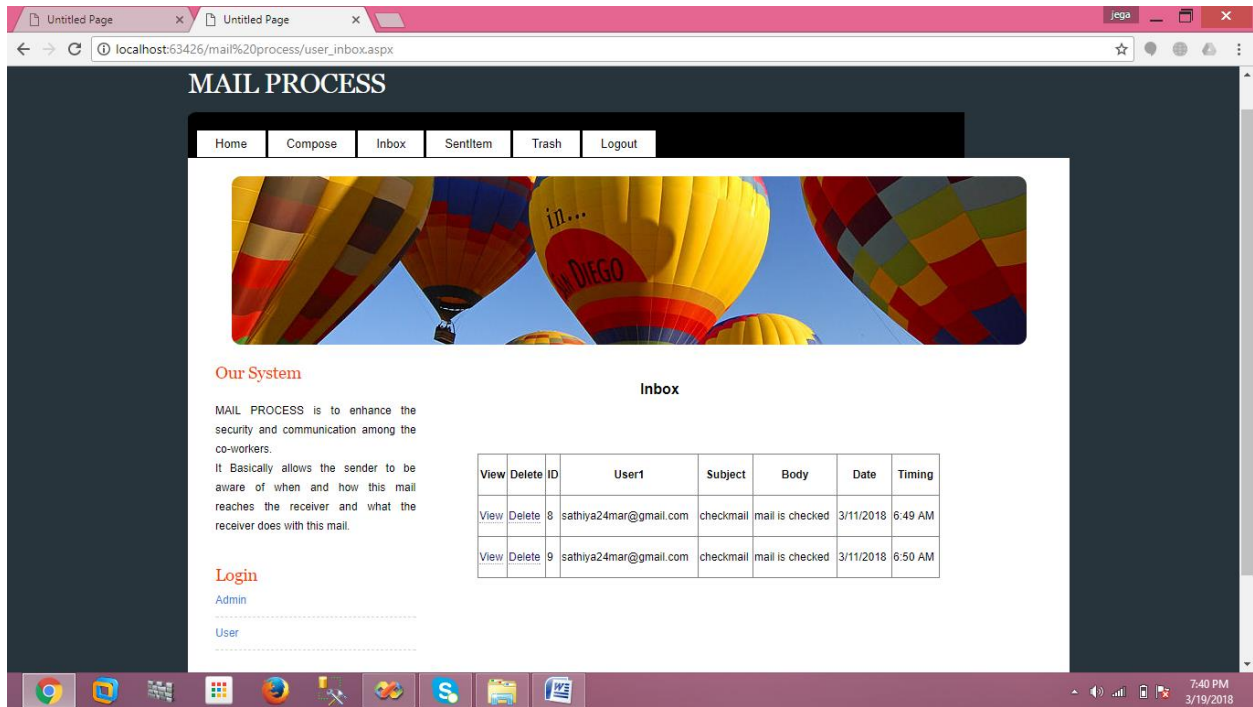 Untitled Page
Untitled Page
jega
localhost:63426/mail%20process/user_inbox.aspx
MAIL PROCESS
Home Compose Inbox SentItem Trash Logout
in...
SAN DIEGO
Our System
MAIL PROCESS is to enhance the
security and communication among the
co-workers.
It Basically allows the sender to be
aware of when and how this mail
reaches the receiver and what the
receiver does with this mail.
Login
Admin
User
Inbox
View Delete ID User1 Subject Body Date Timing
View Delete 8 sathiya24mar@gmail.com checkmail mail is checked 3/11/2018 6:49 AM
View Delete 9 sathiya24mar@gmail.com checkmail mail is checked 3/11/2018 6:50 AM
7:40 PM
3/19/2018